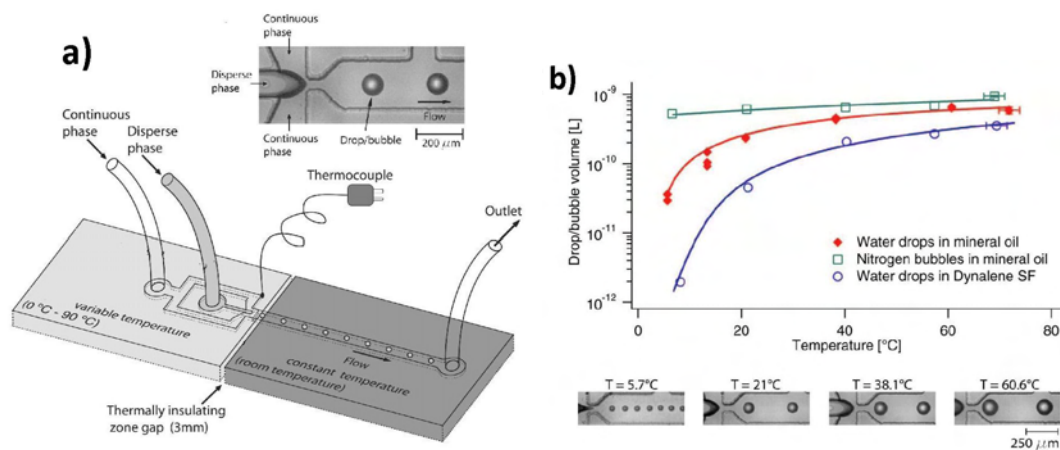 a)
Continuous
phase
Disperse
phase
Continuous
phase
Drop/bubble
Flow
200 μm
Continuous
phase
Disperse
phase
Thermocouple
Outlet
variable temperature
(0 °C - 90 °C)
Flow
constant temperature
(room temperature)
Thermally insulating
zone gap (3mm)
b)
Drop/bubble volume [L]
10⁻⁹
10⁻¹⁰
10⁻¹¹
10⁻¹²
Water drops in mineral oil
Nitrogen bubbles in mineral oil
Water drops in Dynalene SF
0 20 40 60 80
Temperature [°C]
T = 5.7°C
T = 21°C
T = 38.1°C
T = 60.6°C
250 μm